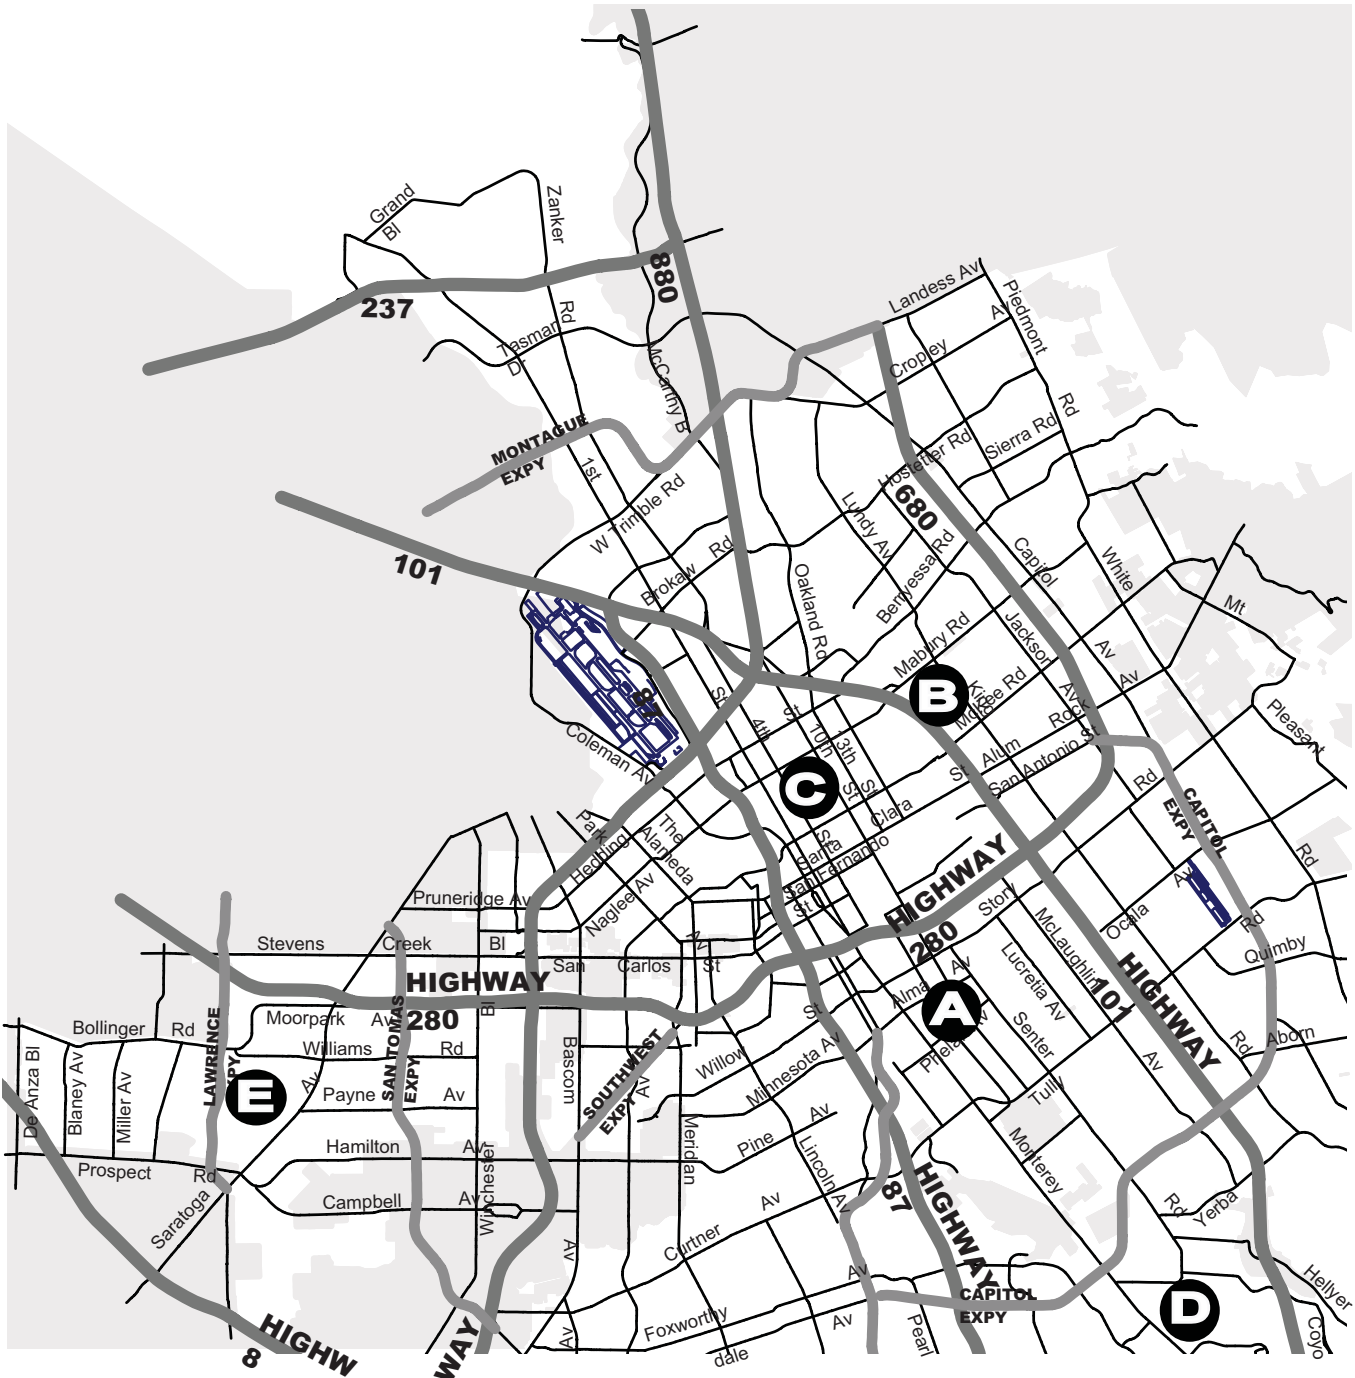 Grand
Bl
Zanker
Rd
237
880
Tasman
Dr
McCarthy B
Landess Av
Piedmont
Rd
Av
Cropley
MONTAGUE
EXPY
1st
W Trimble Rd
Hostetter Rd
Sierra Rd
680
Lundy Av
Berryessa Rd
Capitol
Av
White
Mt
101
Brokaw
Rd
Oakland Rd
Mabury Rd
Jackson
Av
B
King
McKee Rd
Av
Rock
Alum
San Antonio St
Pleasant
Rd
87
Coleman Av
St
4th
St
10th
St
13th
St
C
St
Clara
Santa
San Fernando
St
St
Rd
CAPITOL
EXPY
Park
Hedding
The
Alameda
Naglee Av
Pruneridge Av
HIGHWAY
280
Story
Av
Ocala
Rd
Quimby
Stevens
Creek
Bl
San
Carlos
St
Av
HIGHWAY
280
Bl
Alma
Av
A
Lucretia Av
McLaughlin
Av
101
HIGHWAY
Rd
Aborn
Bollinger
Rd
Moorpark
Av
Williams
Rd
LAWRENCE
EXPY
SAN TOMAS
EXPY
Payne
Av
Av
E
Bascom
Av
SOUTHWEST
EXPY
Av
Willow
St
Minnesota Av
Senter
Tully
Monterey
Rd
Yerba
De Anza Bl
Blaney Av
Miller Av
Prospect
Rd
Saratoga
Hamilton
Av
Campbell
Av
Winchester
Meridian
Av
Pine
Av
Lincoln Av
87
HIGHWAY
Curtner
Av
Av
CAPITOL
EXPY
D
Hellyer
Coyo
Foxworthy
Av
dale
Pearl
HIGHW
8
WAY